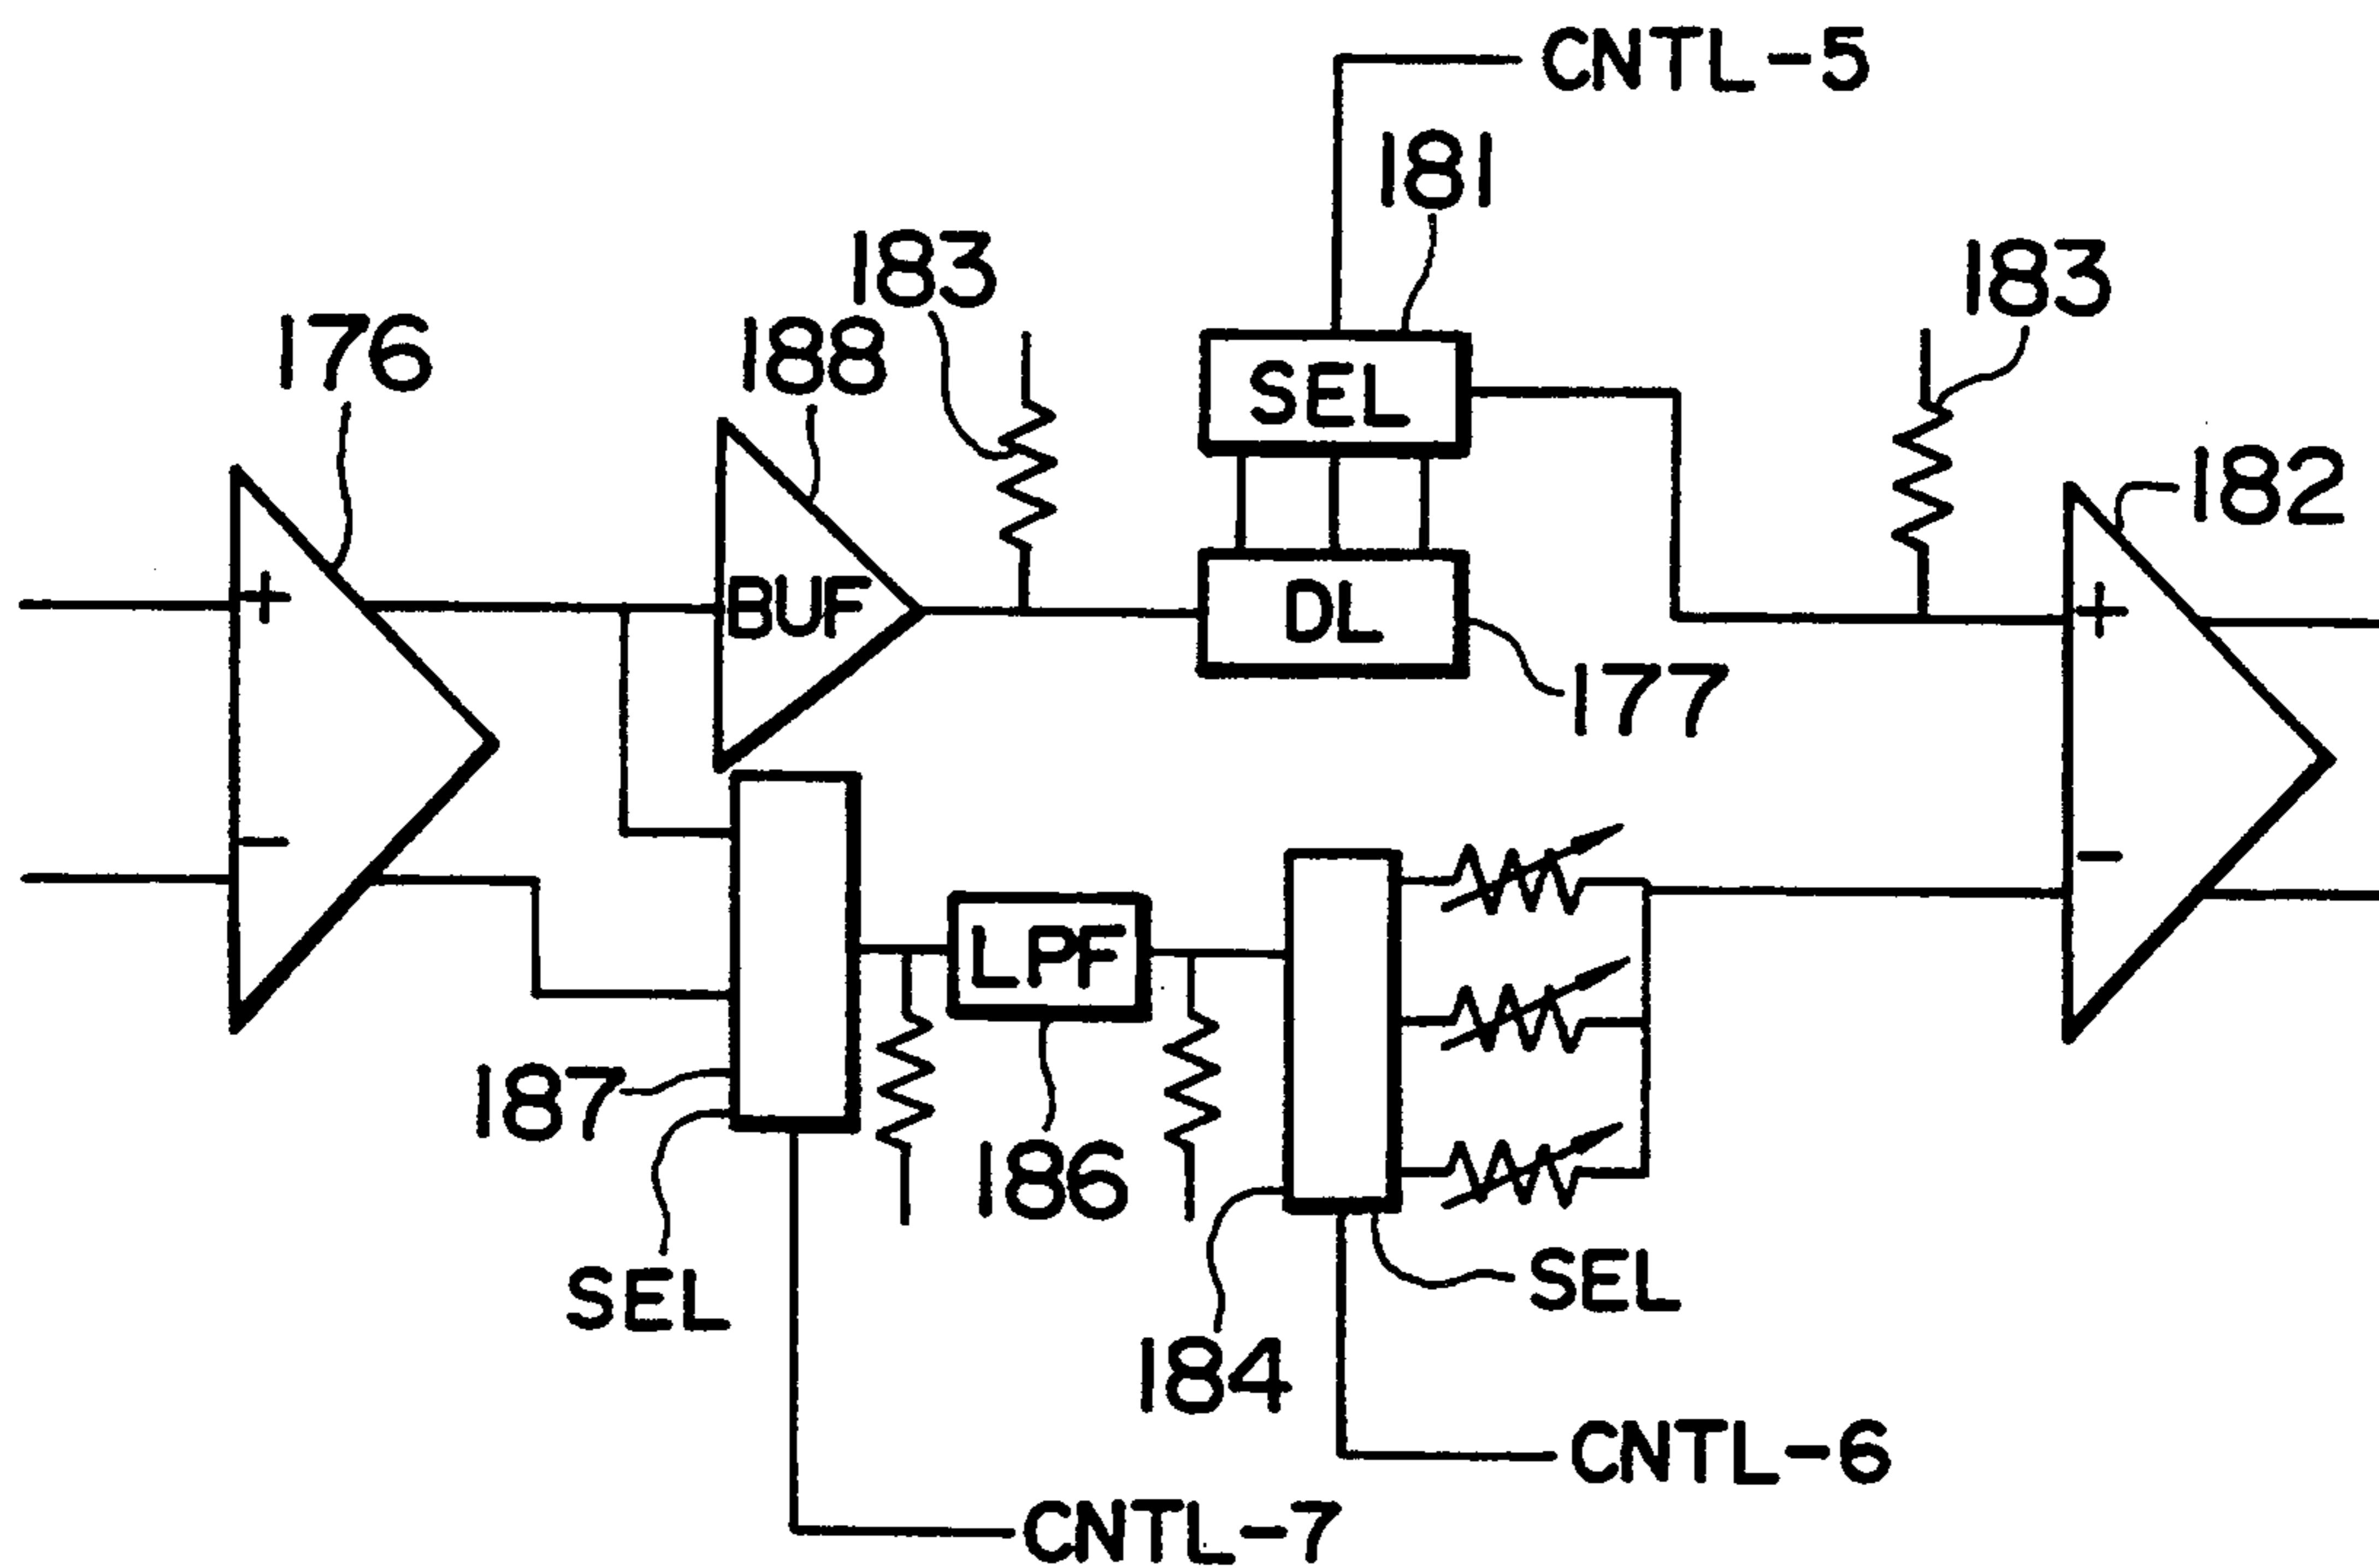 CNTL-5
181
183
183
176
188
SEL
182
+
BUF
DL
+
177
-
-
LPF
187
186
SEL
SEL
184
CNTL-6
CNTL-7